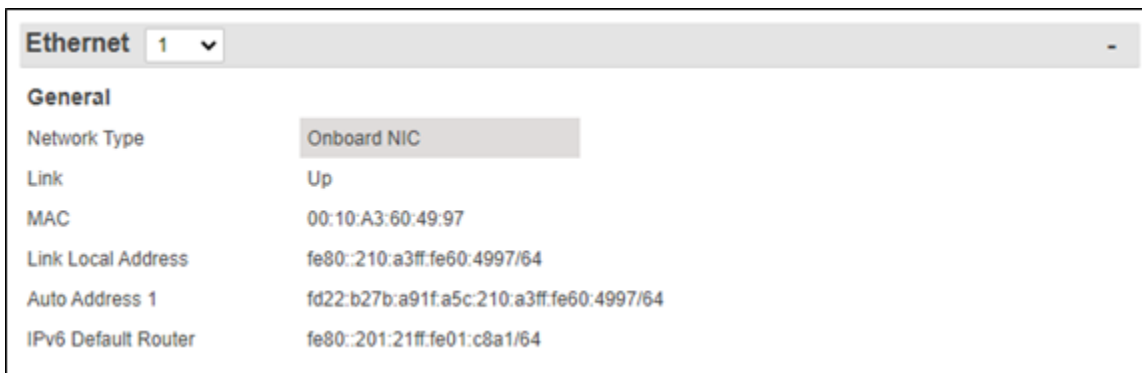 Ethernet 1
-
General
Network Type Onboard NIC
Link Up
MAC 00:10:A3:60:49:97
Link Local Address fe80::210:a3ff:fe60:4997/64
Auto Address 1 fd22:b27b:a91f:a5c:210:a3ff:fe60:4997/64
IPv6 Default Router fe80::201:21ff:fe01:c8a1/64